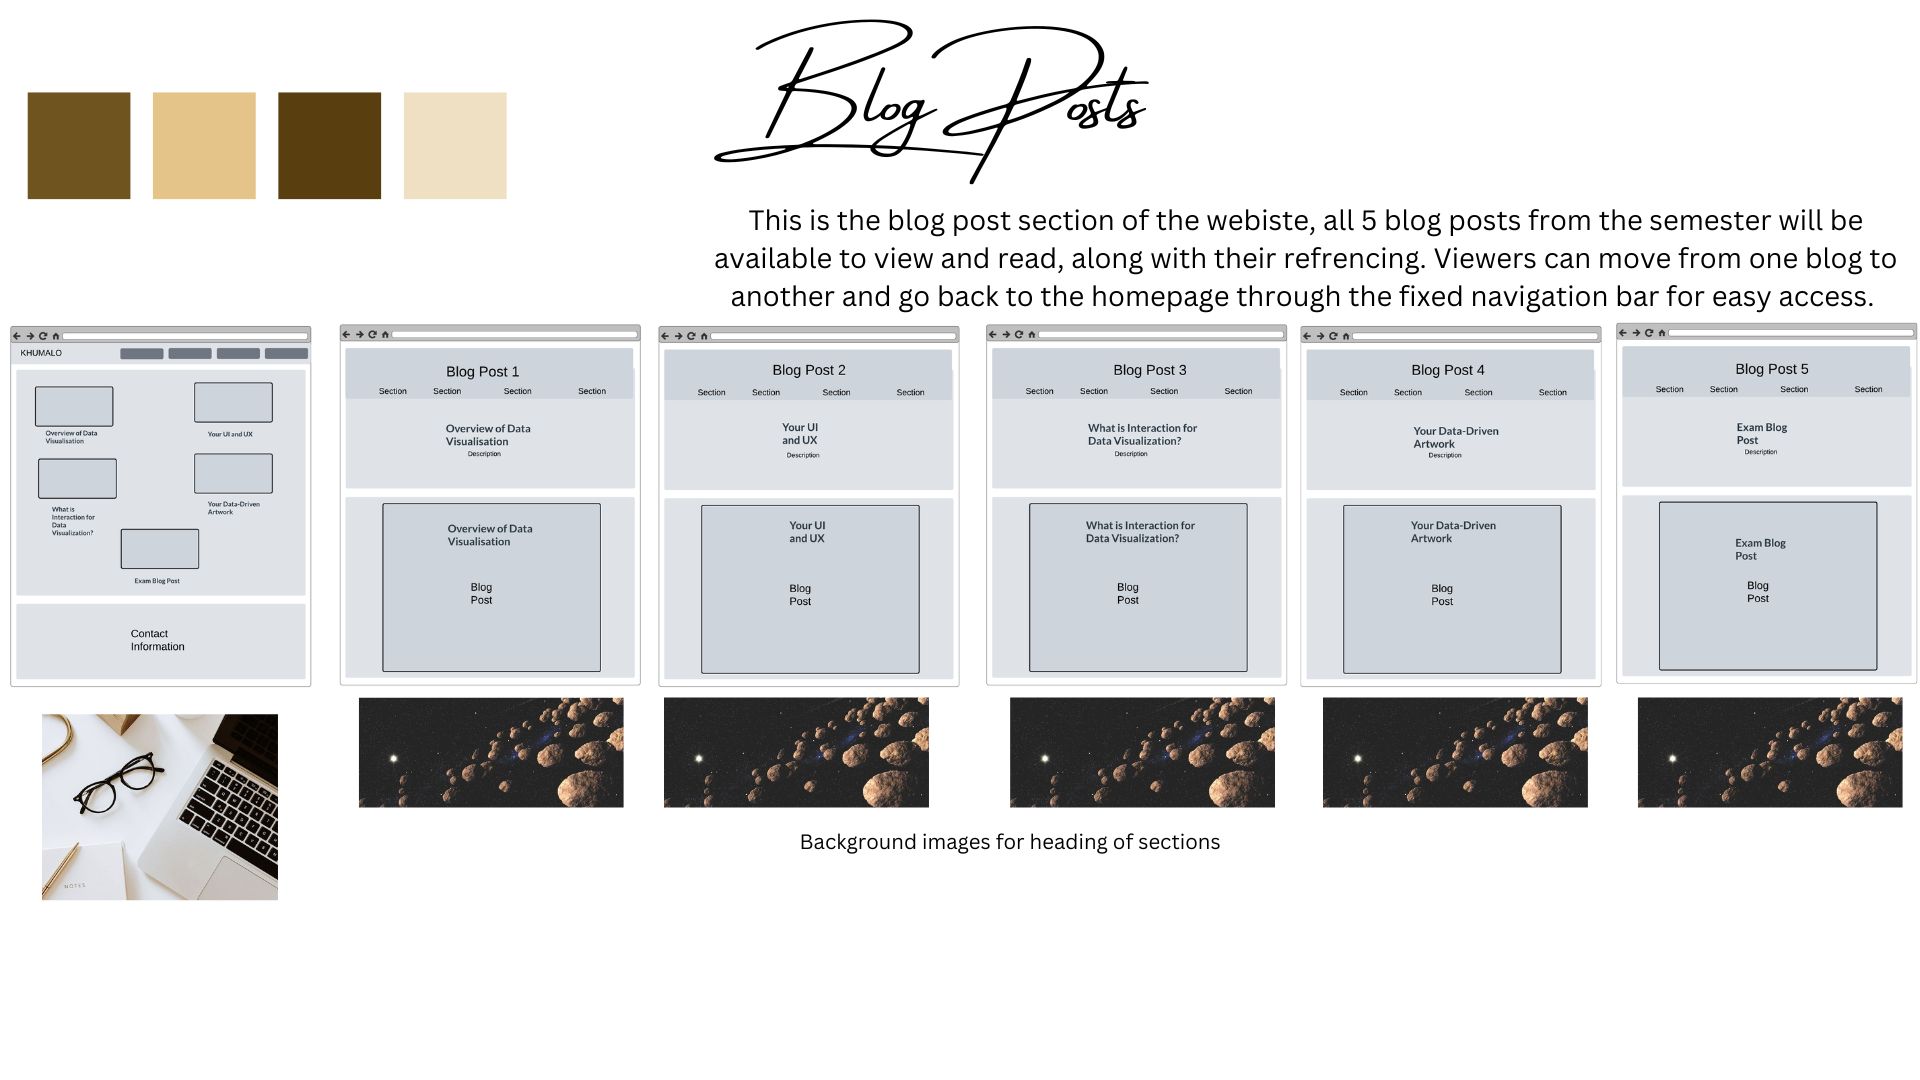 Blog Posts
This is the blog post section of the webiste, all 5 blog posts from the semester will be
available to view and read, along with their refrencing. Viewers can move from one blog to
another and go back to the homepage through the fixed navigation bar for easy access.
KHUMALO
Overview of Data
Visualisation
Your UI and UX
What is
Interaction for
Data
Visualization?
Your Data-Driven
Artwork
Exam Blog Post
Contact
Information
Blog Post 1
Section Section Section Section
Overview of Data
Visualisation
Description
Overview of Data
Visualisation
Blog
Post
Blog Post 2
Section Section Section Section
Your UI
and UX
Description
Your UI
and UX
Blog
Post
Blog Post 3
Section Section Section Section
What is Interaction for
Data Visualization?
Description
What is Interaction for
Data Visualization?
Blog
Post
Blog Post 4
Section Section Section Section
Your Data-Driven
Artwork
Description
Your Data-Driven
Artwork
Blog
Post
Blog Post 5
Section Section Section Section
Exam Blog
Post
Description
Exam Blog
Post
Blog
Post
NOTES
Background images for heading of sections